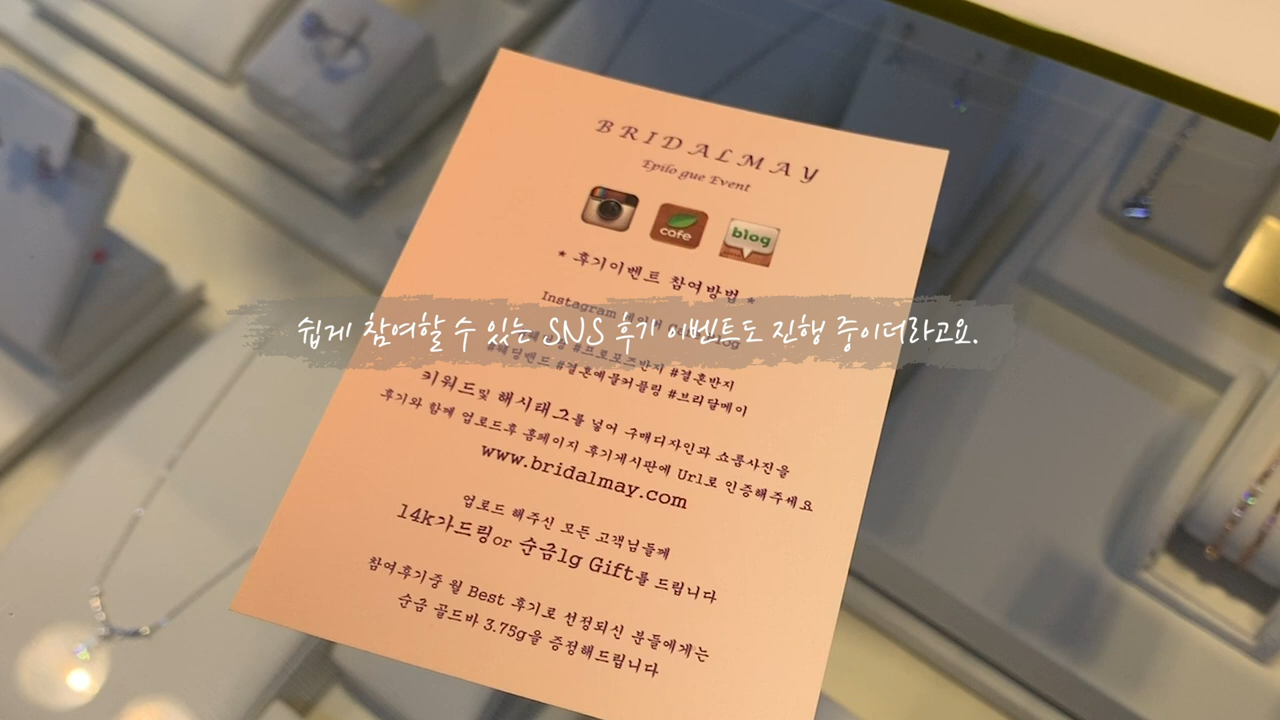 BRIDALMAY
Epilogue Event
cafe
blog
* 후기이벤트 참여방법 *
Instagram
쉽게 참여할 수 있는 SNS 후기 이벤트도 진행 중이더라고요.
#프로포즈반지 #결혼반지
#웨딩밴드 #결혼예물커플링 #브리달메이
키워드및 해시태그를 넣어 구매디자인과 쇼룸사진을
후기와 함께 업로드후 홈페이지 후기게시판에 Url로 인증해주세요
www.bridalmay.com
업로드 해주신 모든 고객님들께
14k가드링or 순금1g Gift를 드립니다
참여후기중 월 Best 후기로 선정되신 분들에게는
순금 골드바 3.75g을 증정해드립니다